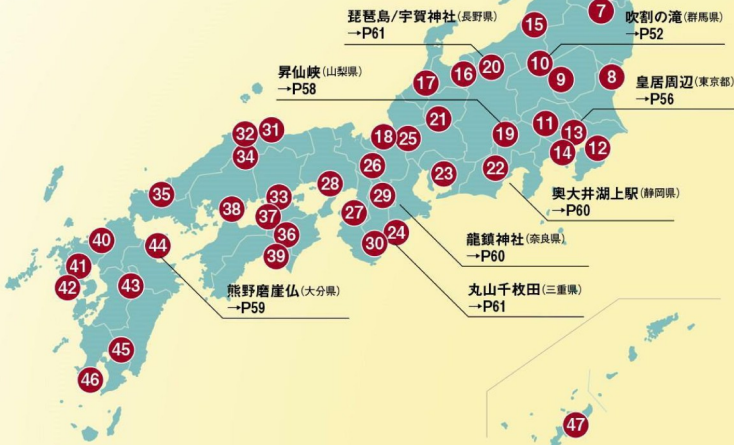 7
琵琶島/宇賀神社(長野県)
→P61
15
吹割の滝(群馬県)
→P52
昇仙峡(山梨県)
→P58
17
16
20
10
9
8
皇居周辺(東京都)
→P56
32
31
34
21
18
25
19
11
13
14
12
26
35
38
33
28
23
22
37
29
27
奥大井湖上駅(静岡県)
→P60
40
44
36
39
30
24
龍鎮神社(奈良県)
→P60
41
42
43
熊野磨崖仏(大分県)
→P59
丸山千枚田(三重県)
→P61
45
46
47